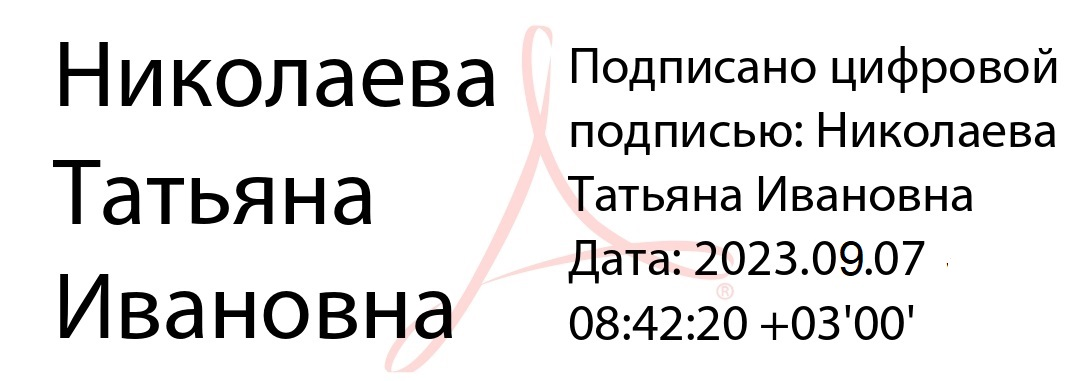 Николаева
Татьяна
Ивановна
Подписано цифровой
подписью: Николаева
Татьяна Ивановна
Дата: 2023.09.07
08:42:20 +03'00'
®